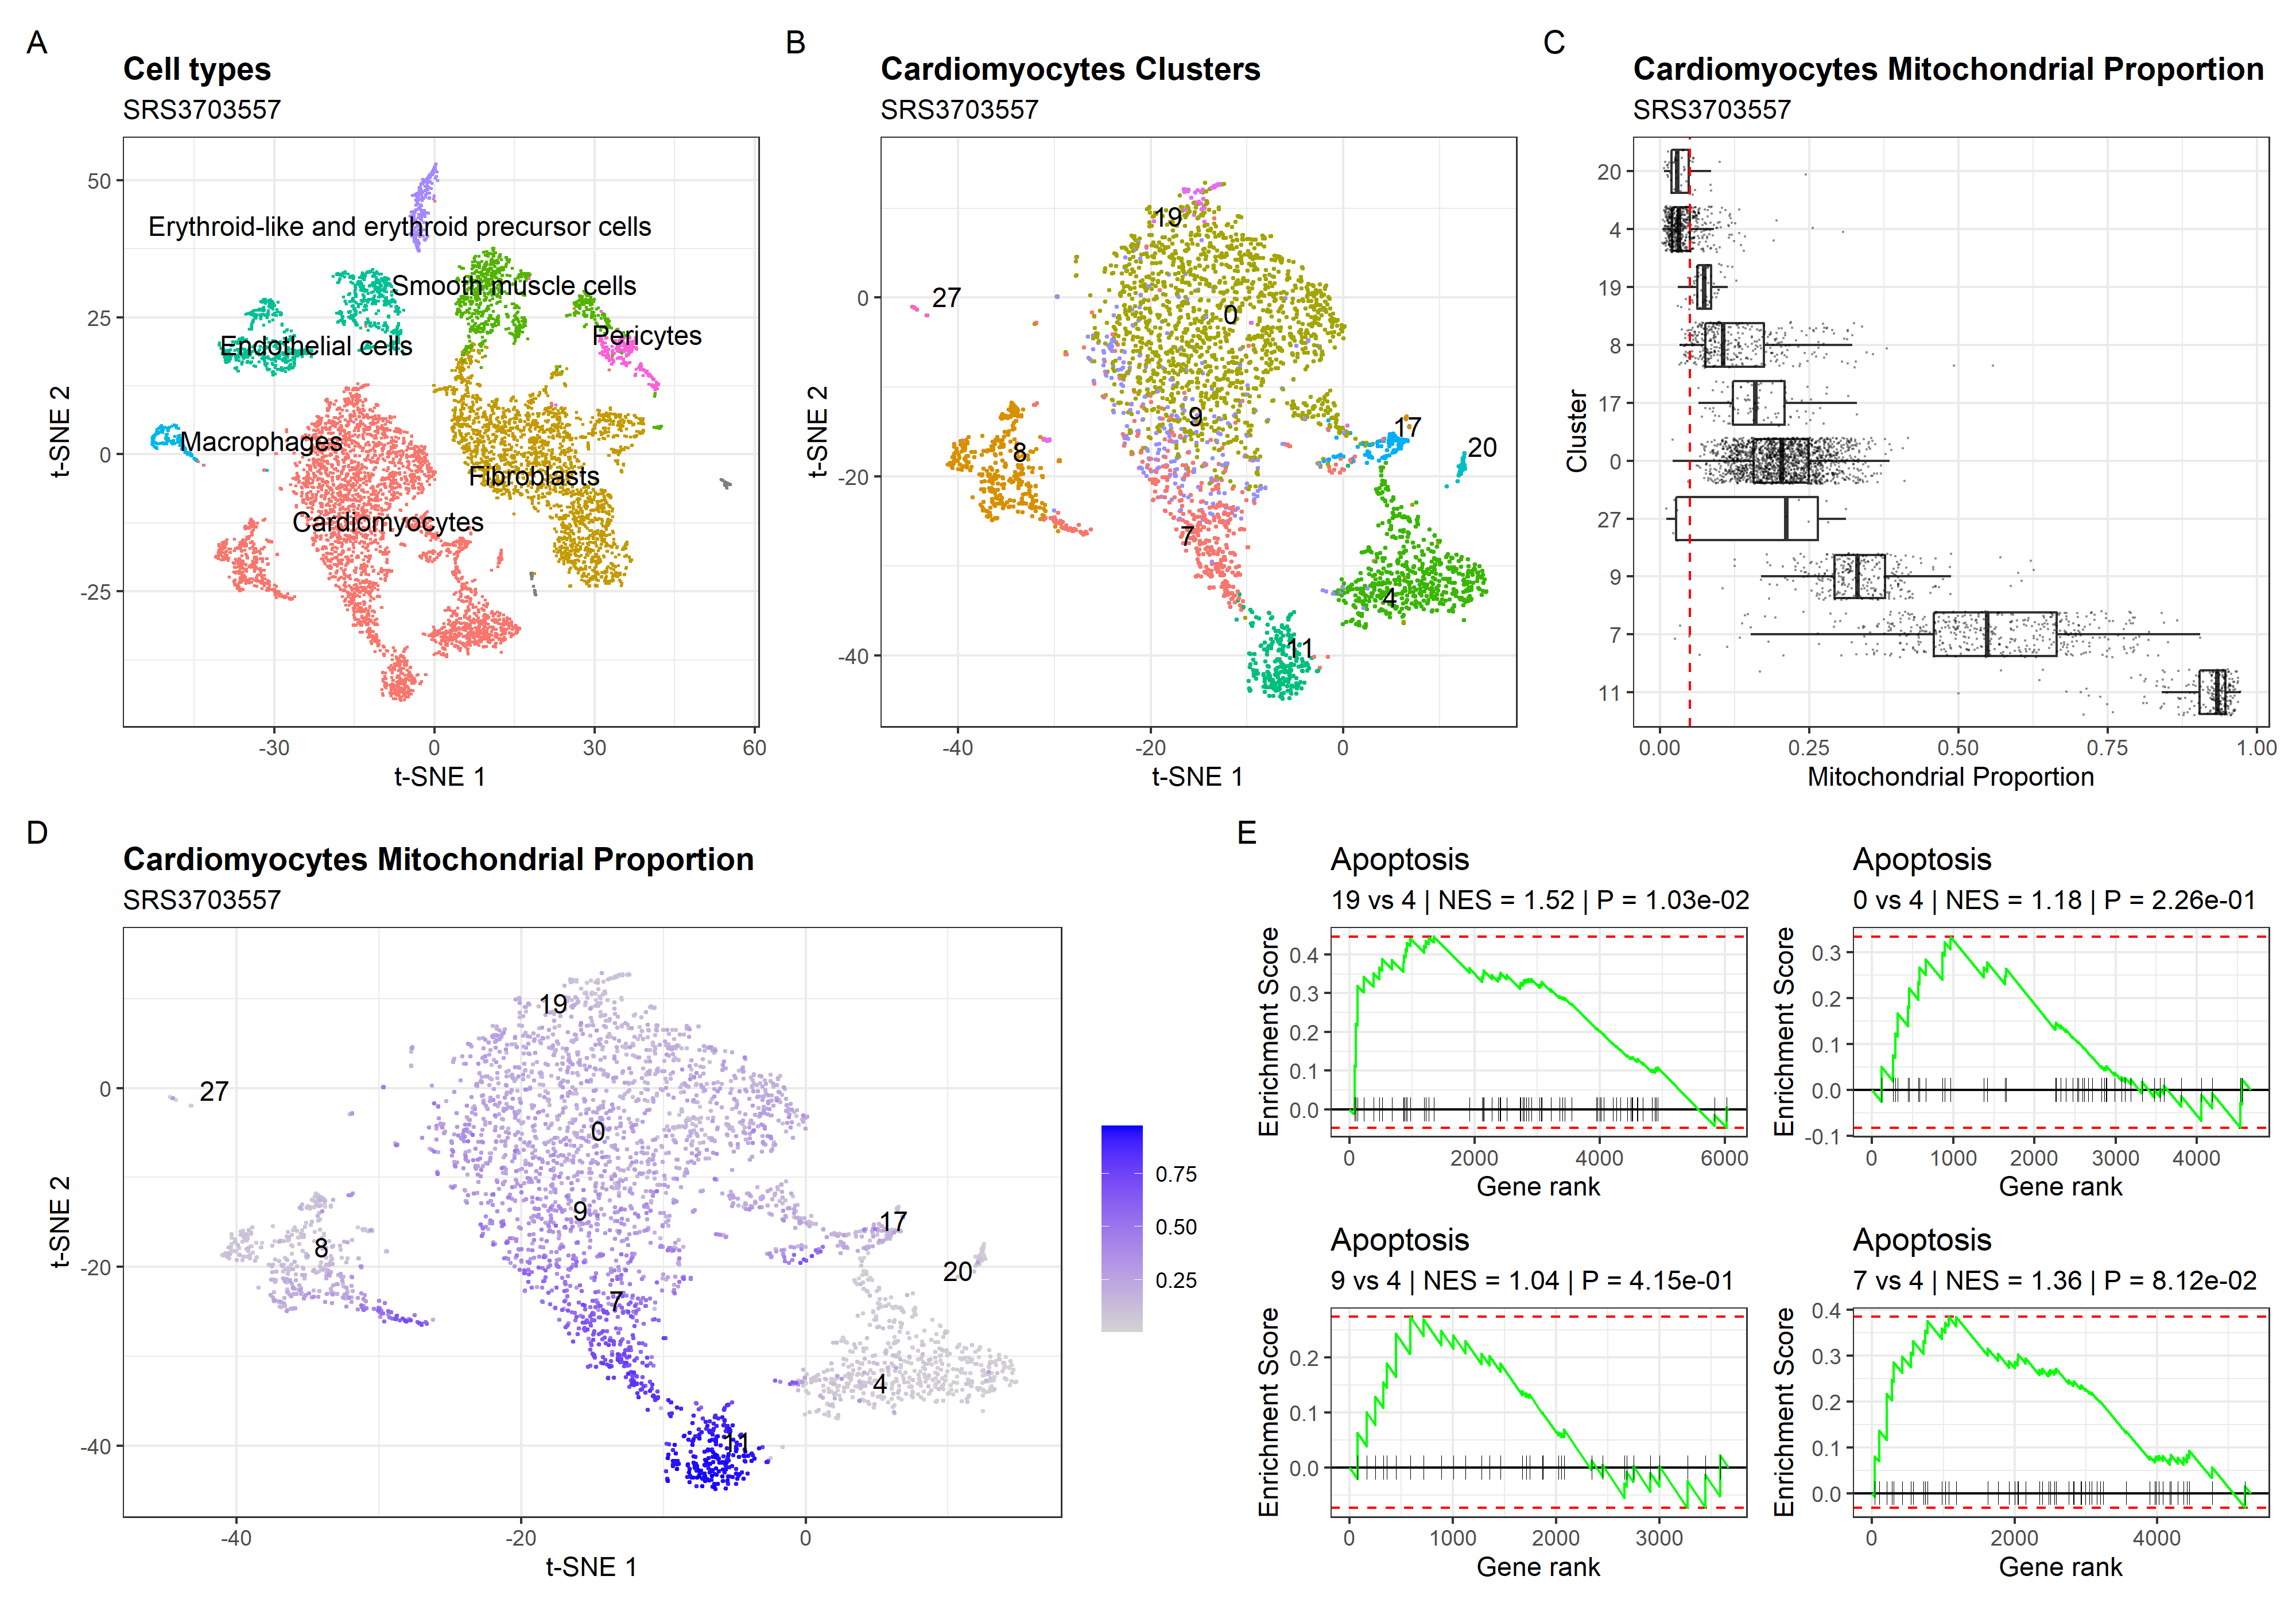 A
Cell types
SRS3703557
50
25
0
-25
-30
0
30
60
t-SNE 1
t-SNE 2
Erythroid-like and erythroid precursor cells
Smooth muscle cells
Endothelial cells
Pericytes
Macrophages
Fibroblasts
Cardiomyocytes
B
Cardiomyocytes Clusters
SRS3703557
0
-20
-40
-40
-20
0
t-SNE 1
t-SNE 2
19
27
0
9
8
17
20
7
4
11
C
Cardiomyocytes Mitochondrial Proportion
SRS3703557
20
4
19
8
17
0
27
9
7
11
Cluster
0.00
0.25
0.50
0.75
1.00
Mitochondrial Proportion
D
Cardiomyocytes Mitochondrial Proportion
SRS3703557
0
-20
-40
-40
-20
0
t-SNE 1
t-SNE 2
19
27
0
9
17
8
20
7
4
11
0.75
0.50
0.25
E
Apoptosis
19 vs 4 | NES = 1.52 | P = 1.03e-02
Enrichment Score
0.4
0.3
0.2
0.1
0.0
0
2000
4000
6000
Gene rank
Apoptosis
0 vs 4 | NES = 1.18 | P = 2.26e-01
Enrichment Score
0.3
0.2
0.1
0.0
-0.1
0
1000
2000
3000
4000
Gene rank
Apoptosis
9 vs 4 | NES = 1.04 | P = 4.15e-01
Enrichment Score
0.2
0.1
0.0
0
1000
2000
3000
Gene rank
Apoptosis
7 vs 4 | NES = 1.36 | P = 8.12e-02
Enrichment Score
0.4
0.3
0.2
0.1
0.0
0
2000
4000
Gene rank